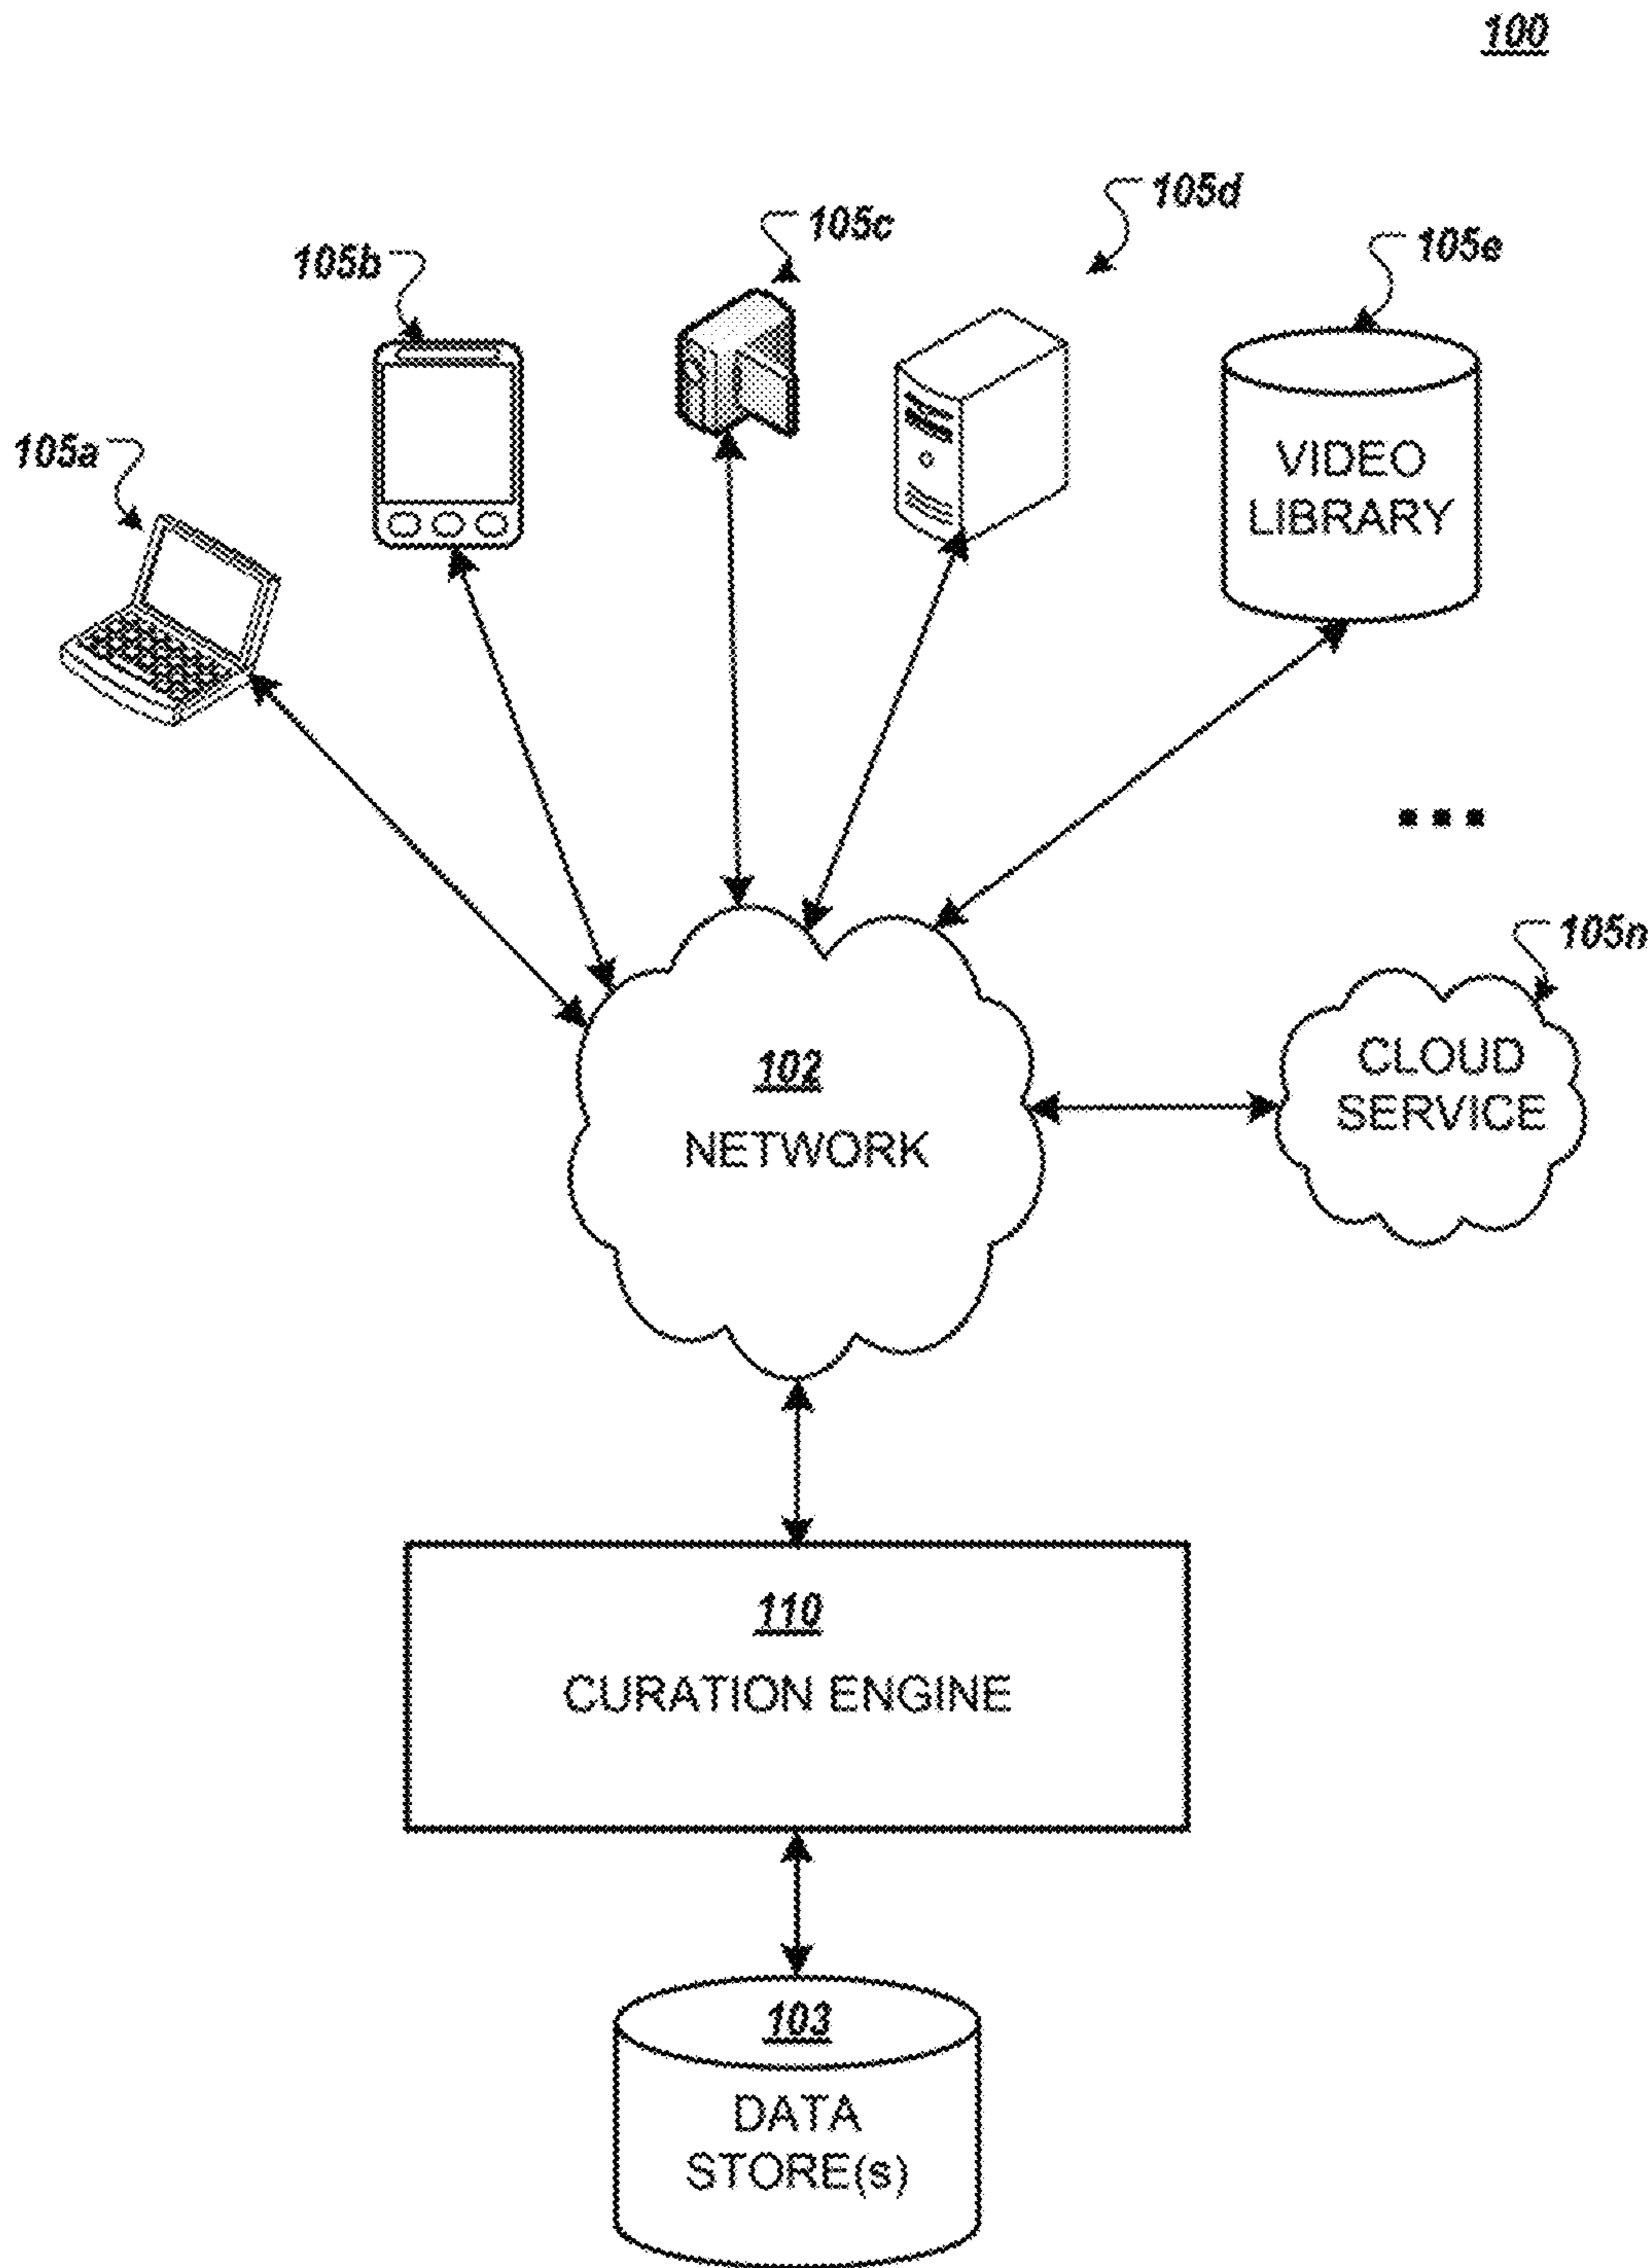 100
105d
105c
105e
105b
105a
VIDEO
LIBRARY
...
105n
CLOUD
SERVICE
102
NETWORK
110
CURATION ENGINE
103
DATA
STORE(s)